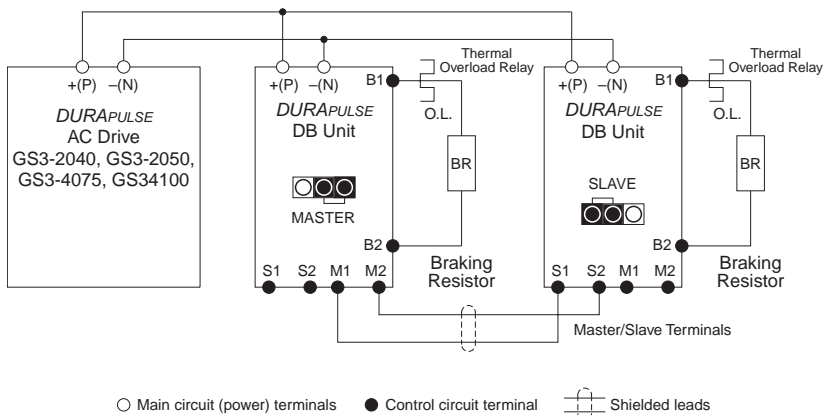 +(P) –(N)
DURAPULSE
AC Drive
GS3-2040, GS3-2050,
GS3-4075, GS34100
+(P) –(N)
B1
DURAPULSE
DB Unit
MASTER
B2
S1 S2 M1 M2
Thermal
Overload Relay
O.L.
BR
Braking
Resistor
+(P) –(N)
B1
DURAPULSE
DB Unit
SLAVE
B2
S1 S2 M1 M2
Thermal
Overload Relay
O.L.
BR
Braking
Resistor
Master/Slave Terminals
Main circuit (power) terminals
Control circuit terminal
Shielded leads